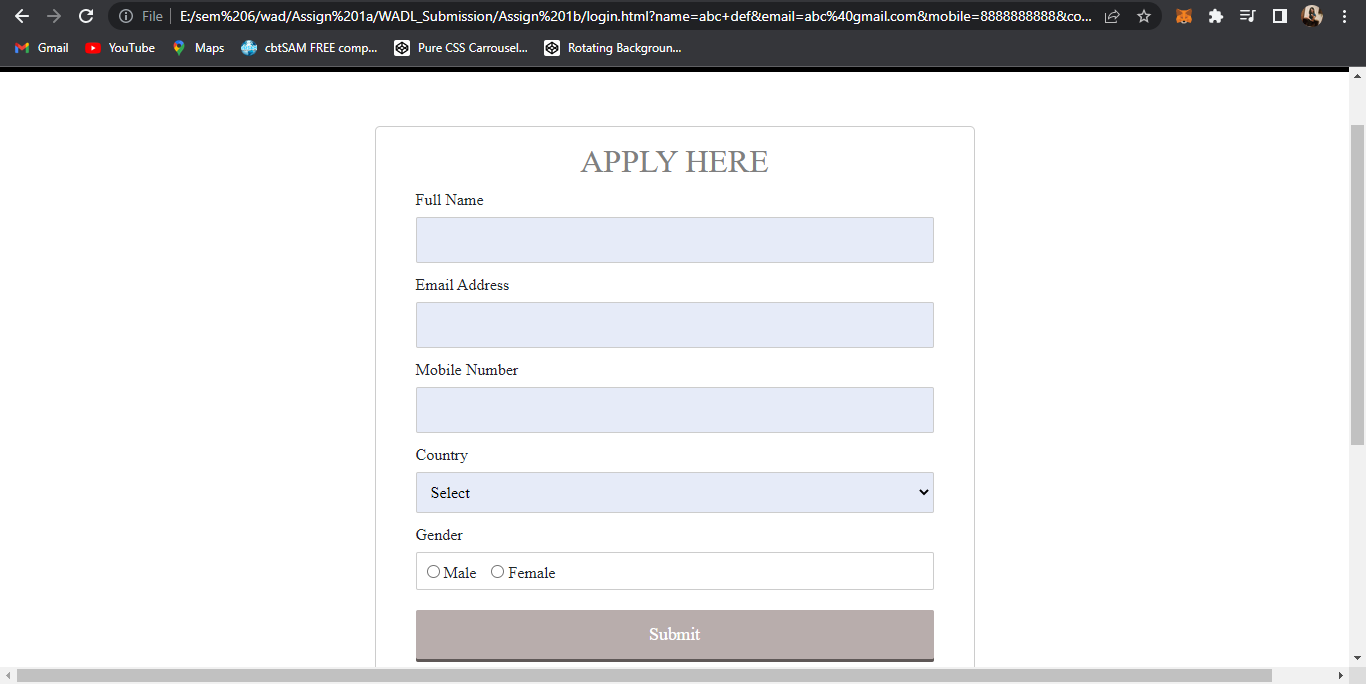 File E:/sem%206/wad/Assign%201a/WADL_Submission/Assign%201b/login.html?name=abc+def&email=abc%40gmail.com&mobile=8888888888&co...
Gmail YouTube Maps cbtSAM FREE comp... Pure CSS Carrousel... Rotating Backgroun...
APPLY HERE
Full Name
Email Address
Mobile Number
Country
Select
Gender
Male Female
Submit